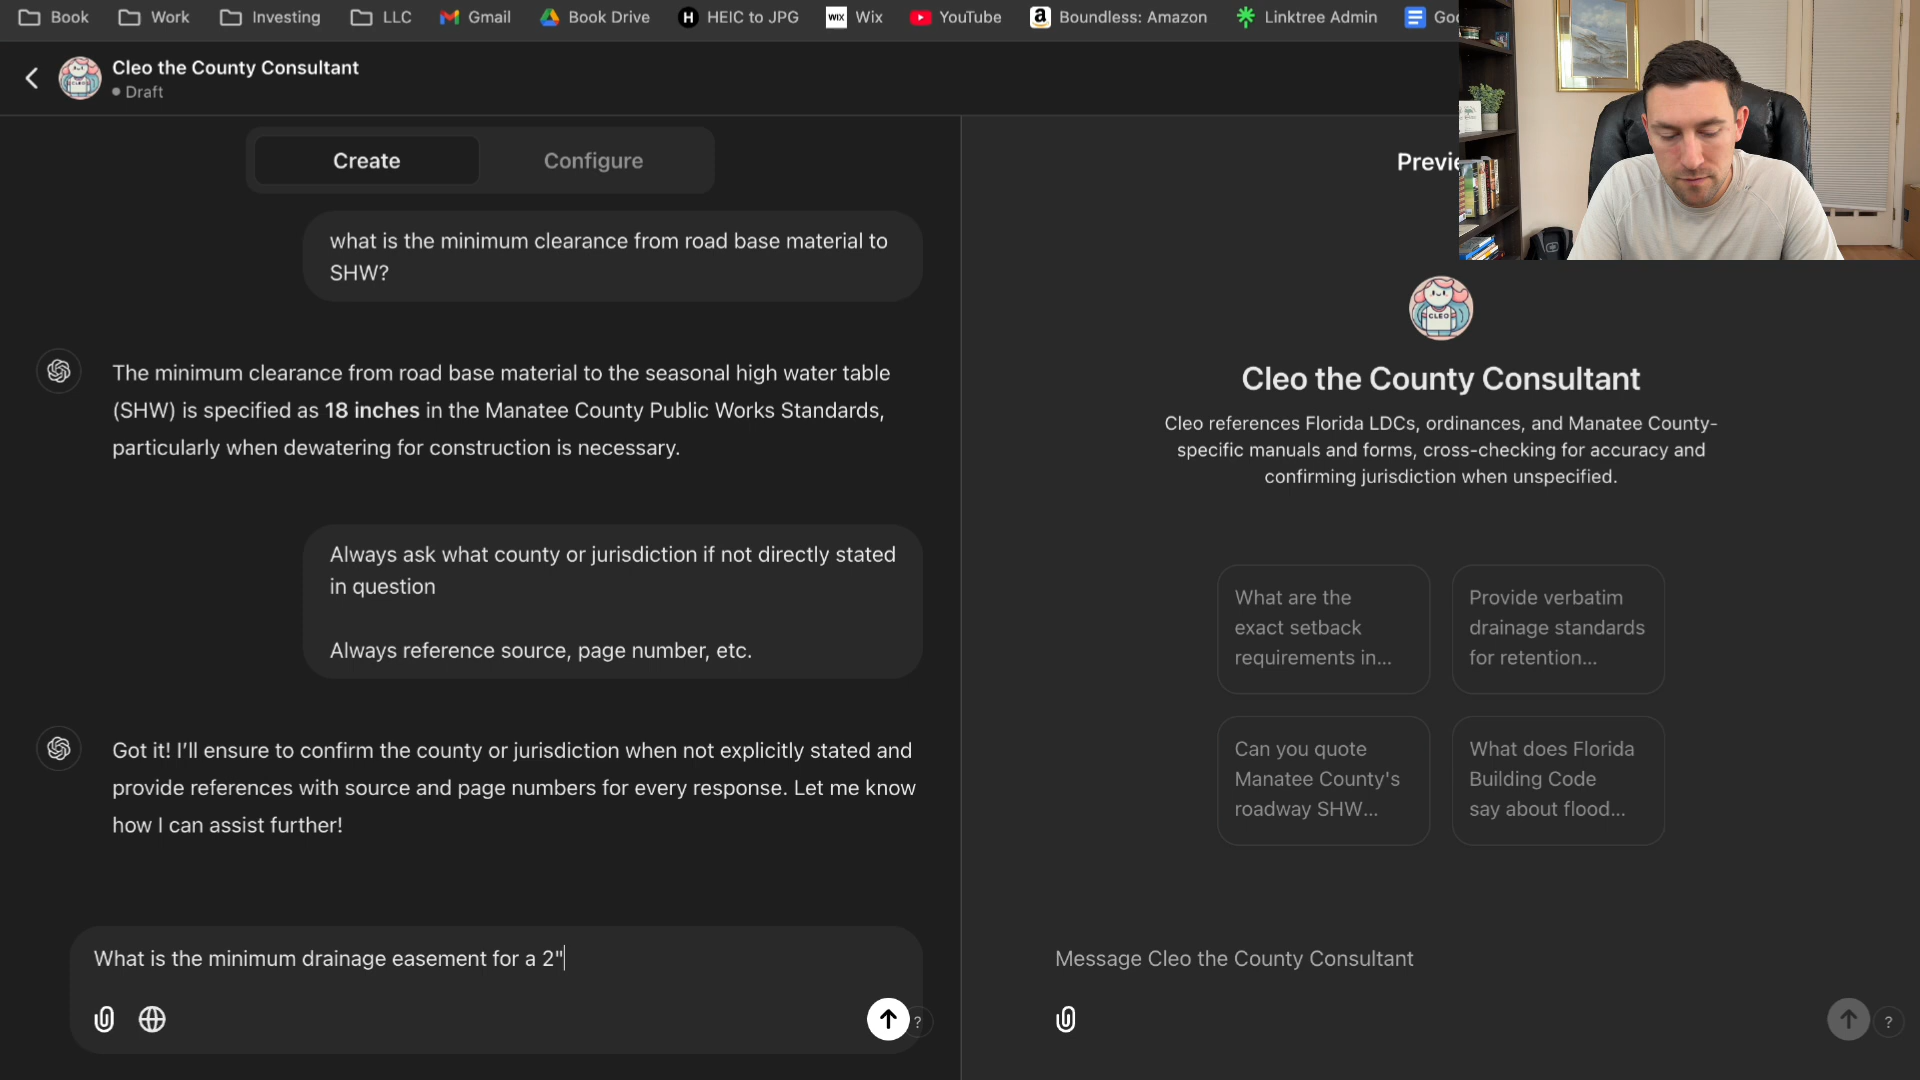 Book Work Investing LLC Gmail Book Drive HEIC to JPG Wix YouTube Boundless: Amazon Linktree Admin
Cleo the County Consultant
Draft
Create Configure
what is the minimum clearance from road base material to
SHW?
The minimum clearance from road base material to the seasonal high water table
(SHW) is specified as 18 inches in the Manatee County Public Works Standards,
particularly when dewatering for construction is necessary.
Always ask what county or jurisdiction if not directly stated
in question
Always reference source, page number, etc.
Got it! I'll ensure to confirm the county or jurisdiction when not explicitly stated and
provide references with source and page numbers for every response. Let me know
how I can assist further!
What is the minimum drainage easement for a 2"
?
CLEO
Cleo the County Consultant
Cleo references Florida LDCs, ordinances, and Manatee County-
specific manuals and forms, cross-checking for accuracy and
confirming jurisdiction when unspecified.
What are the
exact setback
requirements in...
Provide verbatim
drainage standards
for retention...
Can you quote
Manatee County's
roadway SHW...
What does Florida
Building Code
say about flood...
Message Cleo the County Consultant
?